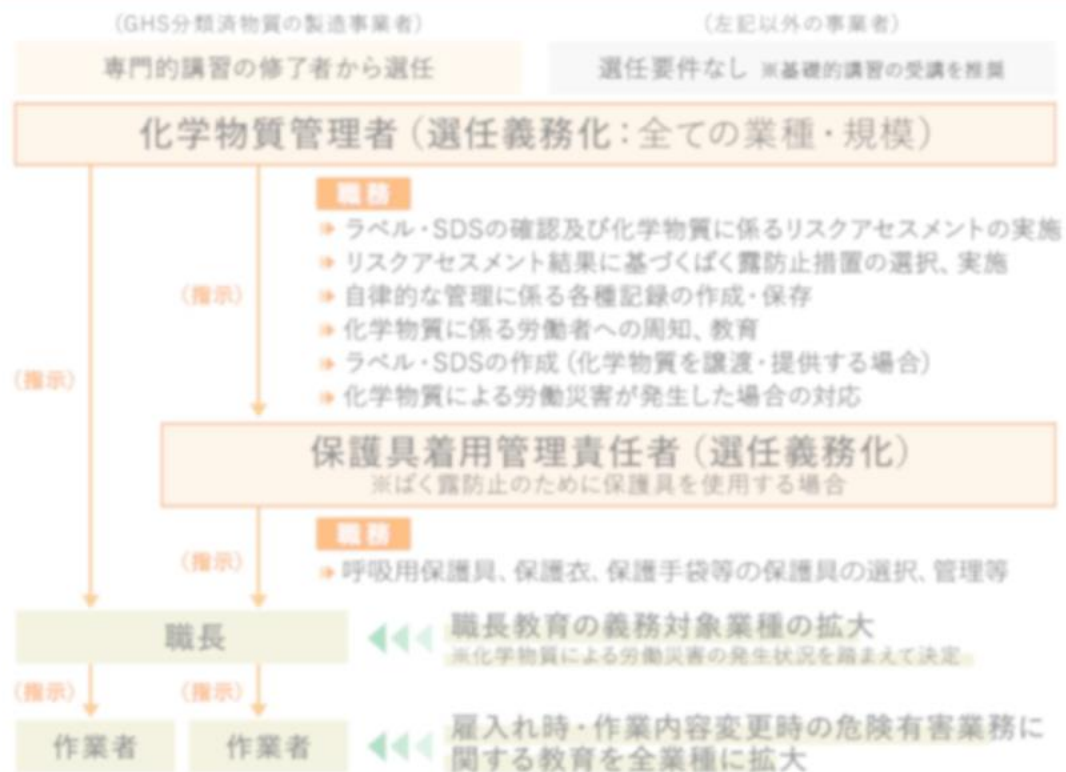 (GHS分類済物質の製造事業者)
(左記以外の事業者)
専門的講習の修了者から選任
選任要件なし ※基礎的講習の受講を推奨
化学物質管理者(選任義務化:全ての業種・規模)
職務
ラベル・SDSの確認及び化学物質に係るリスクアセスメントの実施
リスクアセスメント結果に基づくばく露防止措置の選択、実施
(指示)
自律的な管理に係る各種記録の作成・保存
化学物質に係る労働者への周知、教育
ラベル・SDSの作成(化学物質を譲渡・提供する場合)
(指示)
化学物質による労働災害が発生した場合の対応
保護具着用管理責任者(選任義務化)
※ばく露防止のために保護具を使用する場合
職務
(指示)
呼吸用保護具、保護衣、保護手袋等の保護具の選択、管理等
職長
職長教育の義務対象業種の拡大
※化学物質による労働災害の発生状況を踏まえて決定
(指示)
(指示)
作業者
作業者
雇入れ時・作業内容変更時の危険有害業務に
関する教育を全業種に拡大